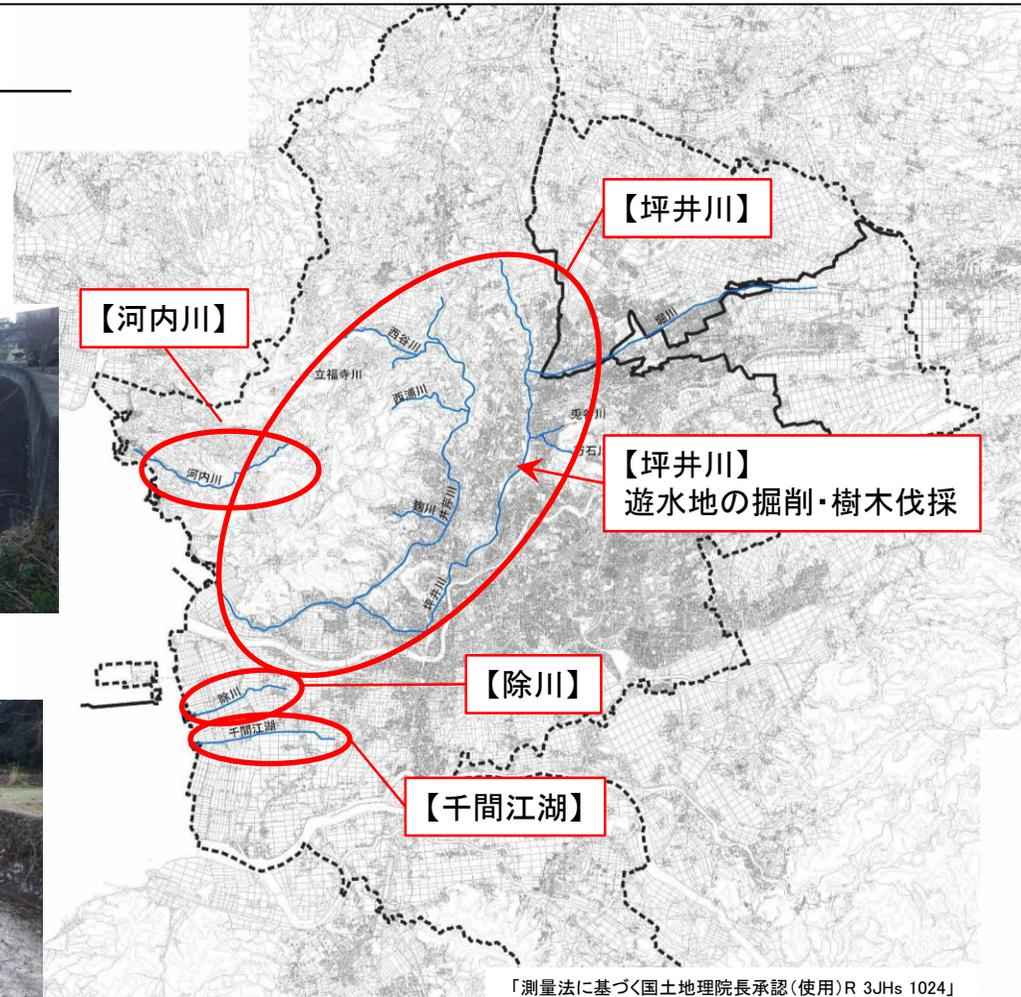 【坪井川】
【河内川】
堀川
西谷川
立福寺川
西浦川
兎谷川
【坪井川】
遊水地の掘削・樹木伐採
河内川
井芹川
坪井川
【除川】
除川
千間江湖
【千間江湖】
「測量法に基づく国土地理院長承認(使用)R 3JHs 1024」